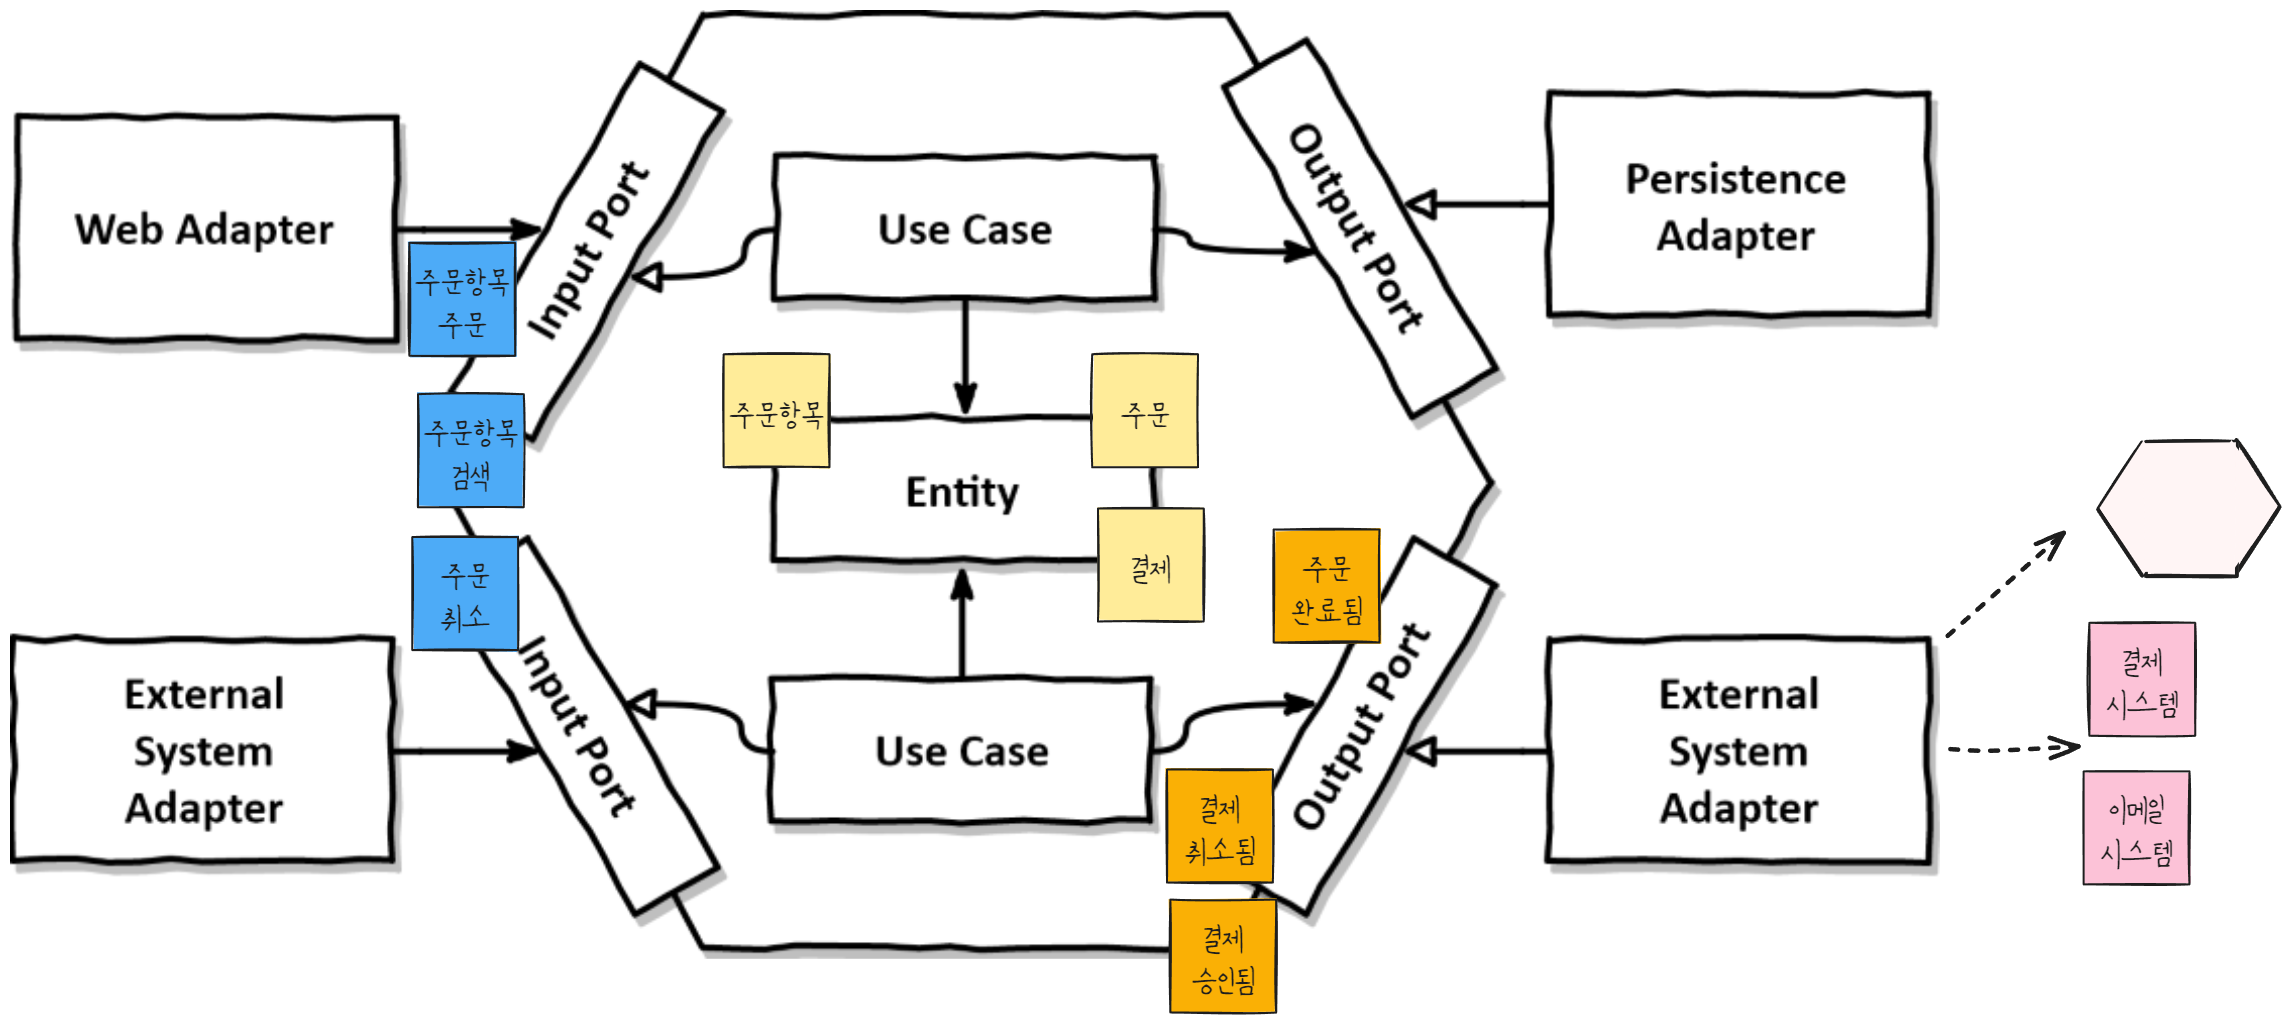 Web Adapter
주문항목
주문
Input Port
Use Case
Output Port
Persistence
Adapter
주문항목
검색
주문항목
주문
Entity
결제
주문
취소
Input Port
External
System
Adapter
Use Case
주문
완료됨
Output Port
결제
취소됨
결제
승인됨
External
System
Adapter
결제
시스템
이메일
시스템